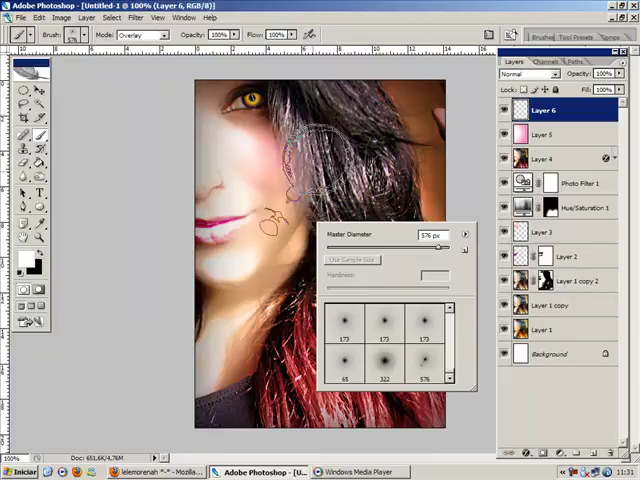 Adobe Photoshop - [Untitled-1 @ 100% (Layer 6, RGB/8)]
File Edit Image Layer Select Filter View Window Help
Brush: 576 Mode: Overlay Opacity: 100% Flow: 100%
Brushes Tool Presets Comps
Layers Channels Paths
Normal Opacity: 100%
Lock: Fill: 100%
Layer 6
Layer 5
Layer 4
Photo Filter 1
Hue/Saturation 1
Layer 3
Layer 2
Layer 1 copy 2
Layer 1 copy
Layer 1
Background
Master Diameter 576 px
Use Sample Size Hardness:
173 173 173
65 322 576
100% Doc: 651,6K/4,76M
Iniciar lelemorenah *-* - Mozilla... Adobe Photoshop - [U... Windows Media Player 11:31